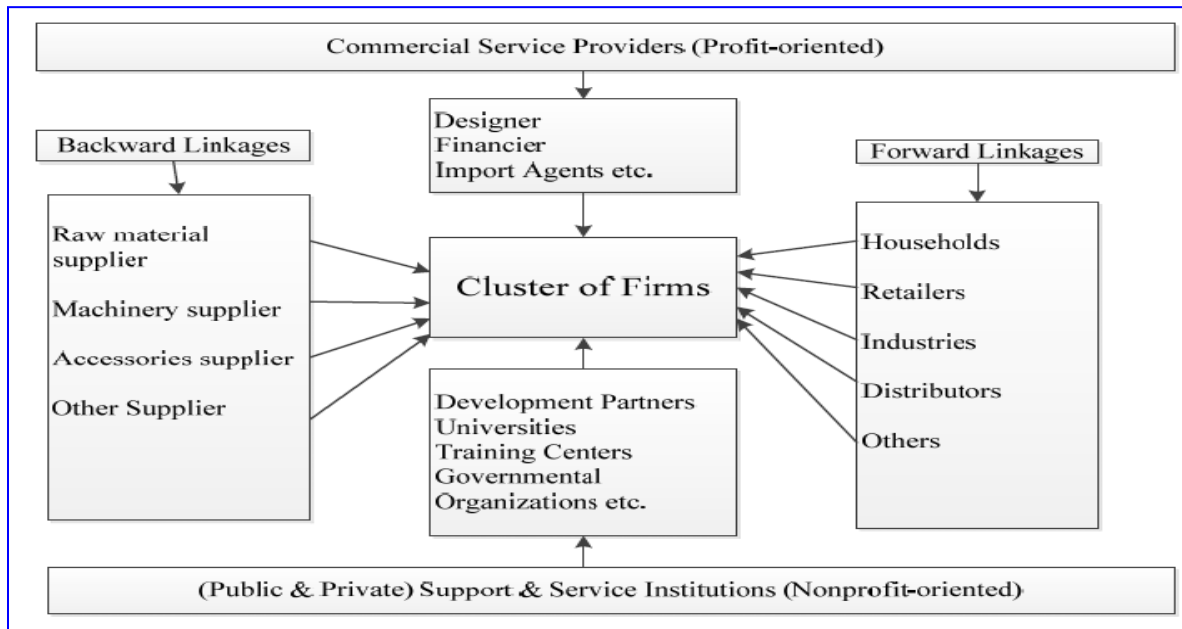 Commercial Service Providers (Profit-oriented)
Designer
Financier
Import Agents etc.
Backward Linkages
Raw material
supplier
Machinery supplier
Accessories supplier
Other Supplier
Cluster of Firms
Forward Linkages
Households
Retailers
Industries
Distributors
Others
Development Partners
Universities
Training Centers
Governmental
Organizations etc.
(Public & Private) Support & Service Institutions (Nonprofit-oriented)